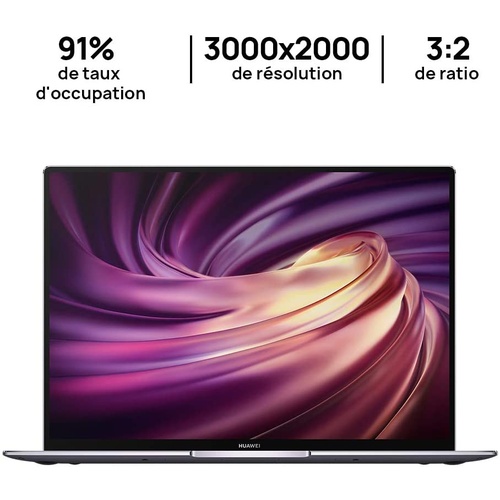 91%
de taux
d'occupation
3000x2000
de résolution
3:2
de ratio
HUAWEI